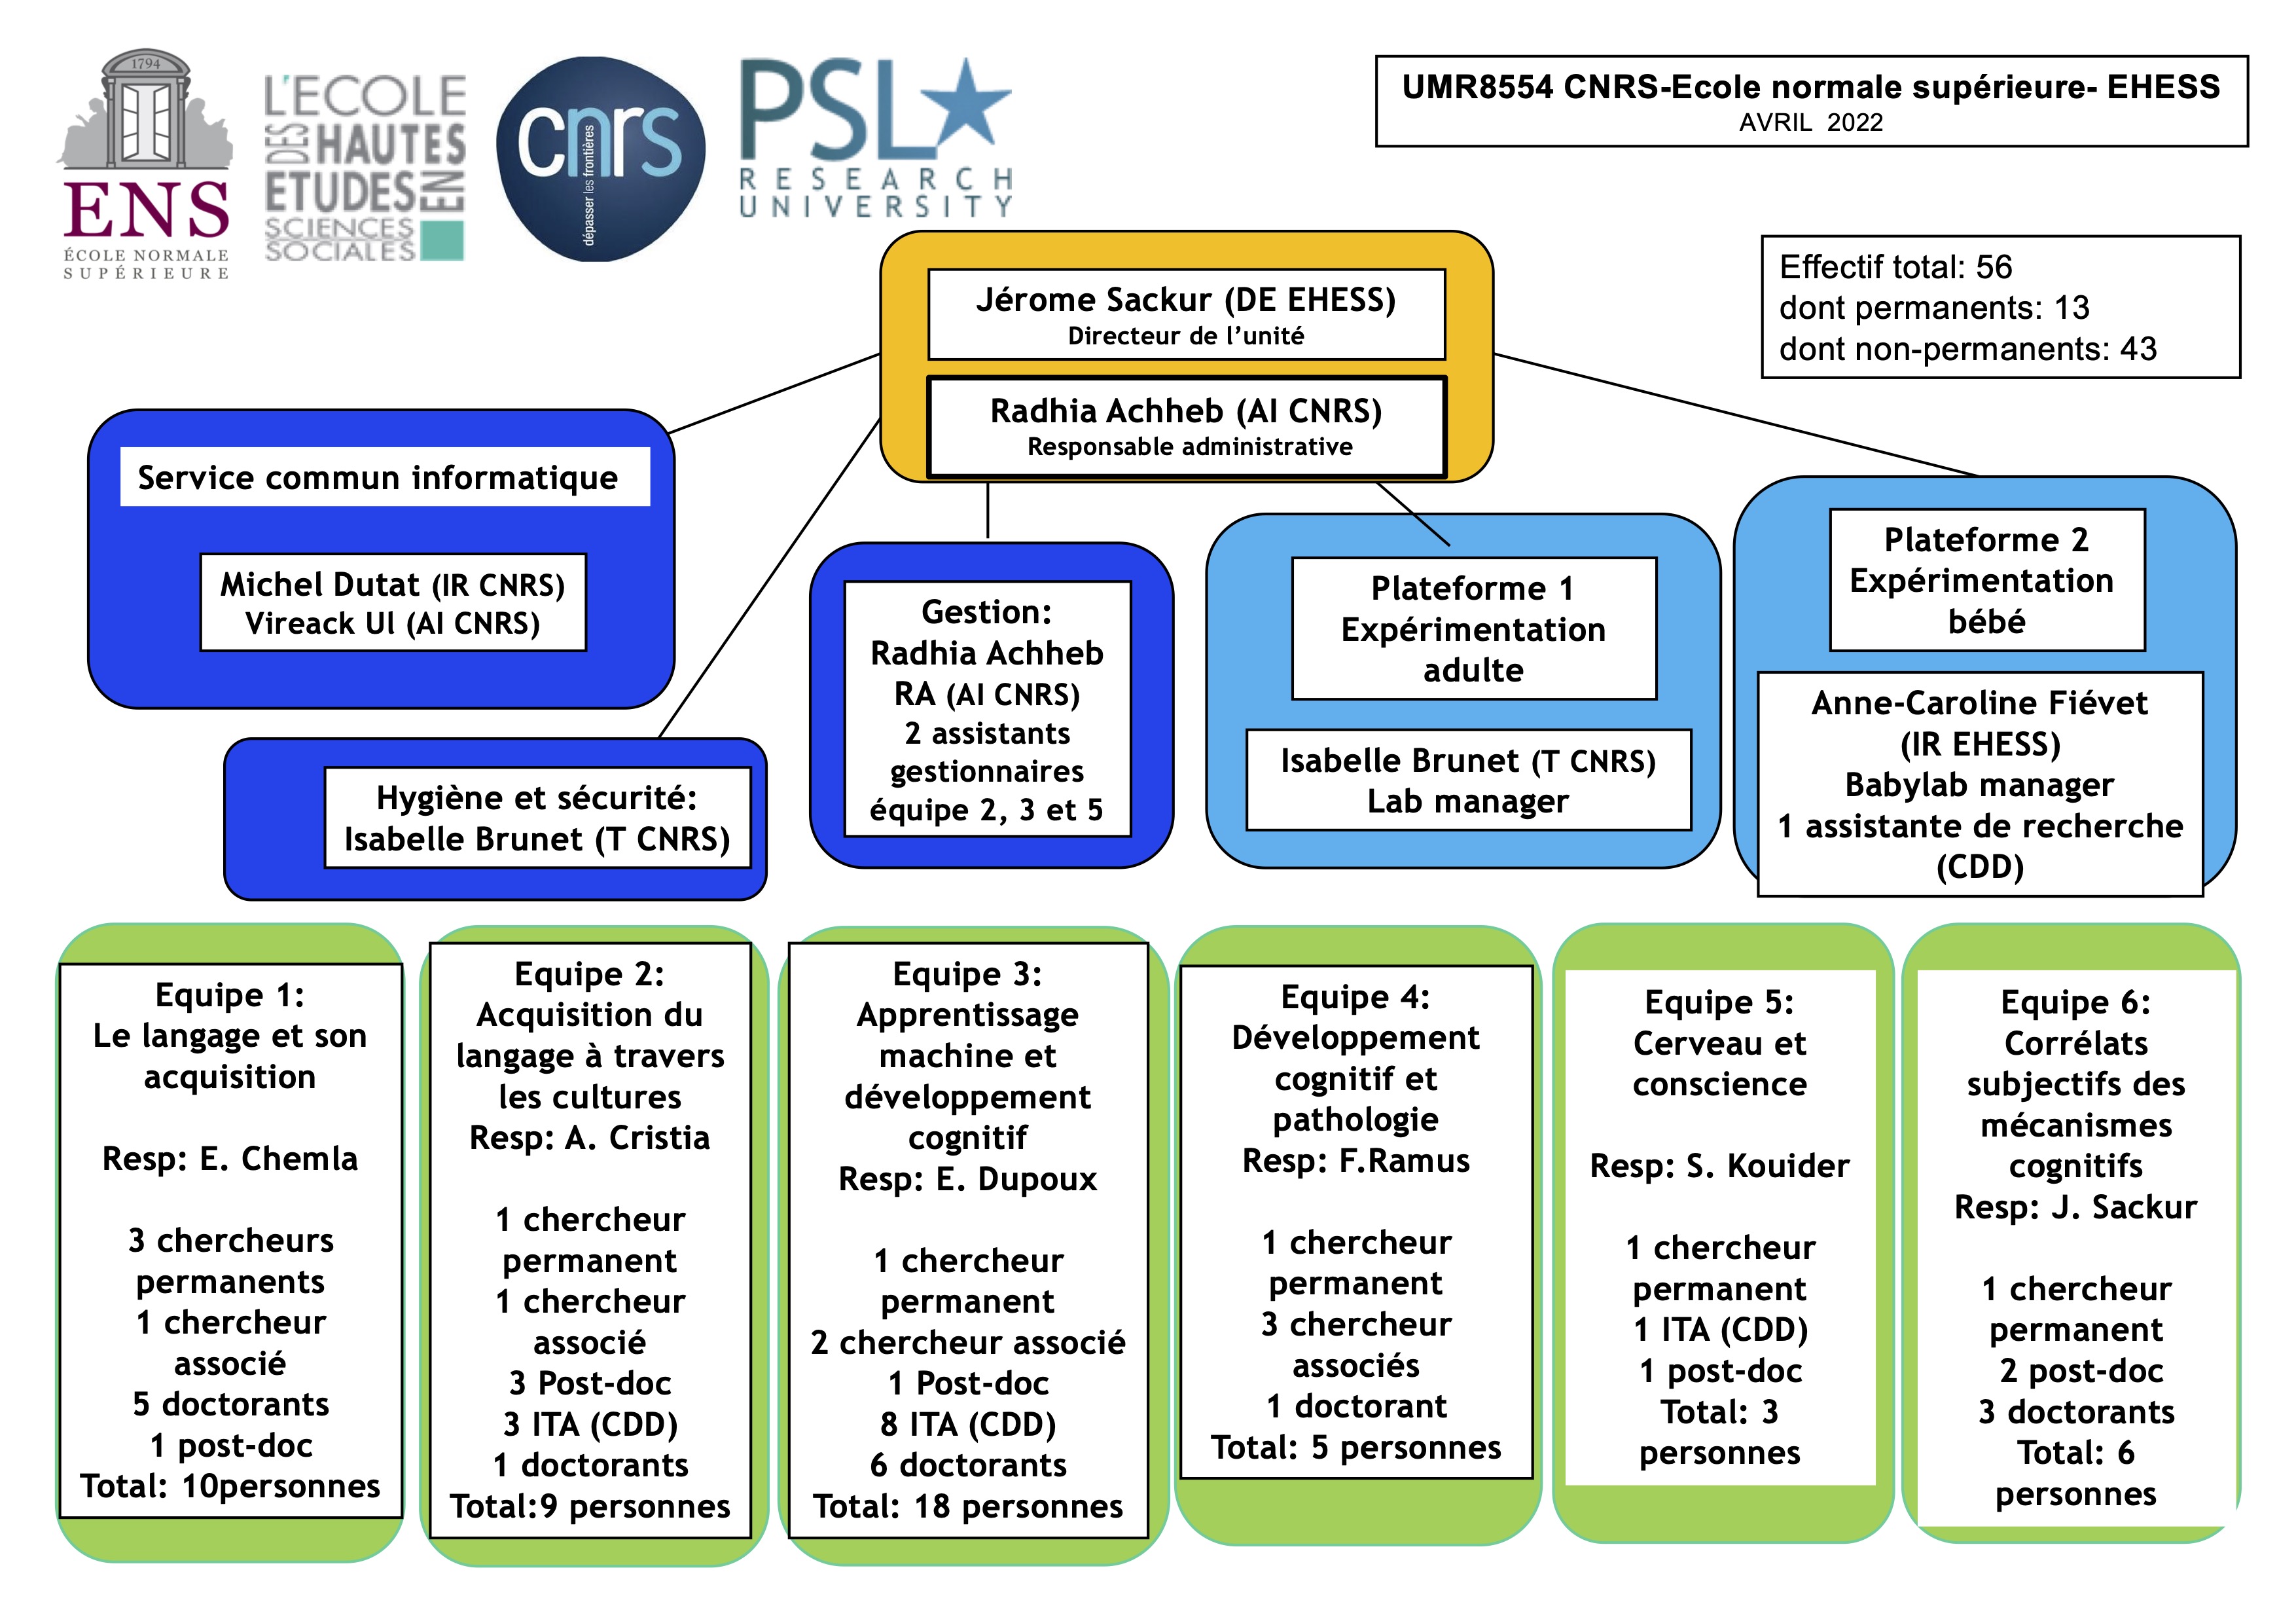 1794
ENS
ÉCOLE NORMALE
SUPÉRIEURE
L'ECOLE
DES HAUTES
ETUDES EN
SCIENCES
SOCIALES
cnrs
dépasser les frontières
PSL
RESEARCH
UNIVERSITY
UMR8554 CNRS-Ecole normale supérieure- EHESS
AVRIL 2022
Effectif total: 56
dont permanents: 13
dont non-permanents: 43
Jérome Sackur (DE EHESS)
Directeur de l’unité
Radhia Achheb (AI CNRS)
Responsable administrative
Service commun informatique
Michel Dutat (IR CNRS)
Vireack Ul (AI CNRS)
Hygiène et sécurité:
Isabelle Brunet (T CNRS)
Gestion:
Radhia Achheb
RA (AI CNRS)
2 assistants
gestionnaires
équipe 2, 3 et 5
Plateforme 1
Expérimentation
adulte
Isabelle Brunet (T CNRS)
Lab manager
Plateforme 2
Expérimentation
bébé
Anne-Caroline Fiévet
(IR EHESS)
Babylab manager
1 assistante de recherche
(CDD)
Equipe 1:
Le langage et son
acquisition
Resp: E. Chemla
3 chercheurs
permanents
1 chercheur
associé
5 doctorants
1 post-doc
Total: 10personnes
Equipe 2:
Acquisition du
langage à travers
les cultures
Resp: A. Cristia
1 chercheur
permanent
1 chercheur
associé
3 Post-doc
3 ITA (CDD)
1 doctorants
Total:9 personnes
Equipe 3:
Apprentissage
machine et
développement
cognitif
Resp: E. Dupoux
1 chercheur
permanent
2 chercheur associé
1 Post-doc
8 ITA (CDD)
6 doctorants
Total: 18 personnes
Equipe 4:
Développement
cognitif et
pathologie
Resp: F.Ramus
1 chercheur
permanent
3 chercheur
associés
1 doctorant
Total: 5 personnes
Equipe 5:
Cerveau et
conscience
Resp: S. Kouider
1 chercheur
permanent
1 ITA (CDD)
1 post-doc
Total: 3
personnes
Equipe 6:
Corrélats
subjectifs des
mécanismes
cognitifs
Resp: J. Sackur
1 chercheur
permanent
2 post-doc
3 doctorants
Total: 6
personnes